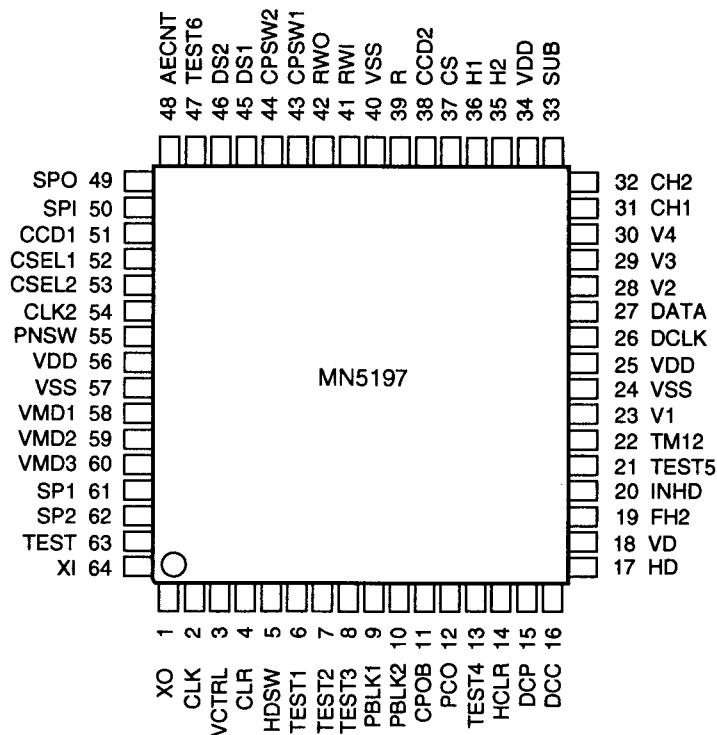 48 AECNT
47 TEST6
46 DS2
45 DS1
44 CPSW2
43 CPSW1
42 RWO
41 RWI
40 VSS
39 R
38 CCD2
37 CS
36 H1
35 H2
34 VDD
33 SUB
SPO 49
SPI 50
CCD1 51
CSEL1 52
CSEL2 53
CLK2 54
PNSW 55
VDD 56
VSS 57
VMD1 58
VMD2 59
VMD3 60
SP1 61
SP2 62
TEST 63
XI 64
MN5197
32 CH2
31 CH1
30 V4
29 V3
28 V2
27 DATA
26 DCLK
25 VDD
24 VSS
23 V1
22 TM12
21 TEST5
20 INHD
19 FH2
18 VD
17 HD
XO 1
CLK 2
VCTRL 3
CLR 4
HDSW 5
TEST1 6
TEST2 7
TEST3 8
PBLK1 9
PBLK2 10
CPOB 11
PCO 12
TEST4 13
HCLR 14
DCP 15
DCC 16